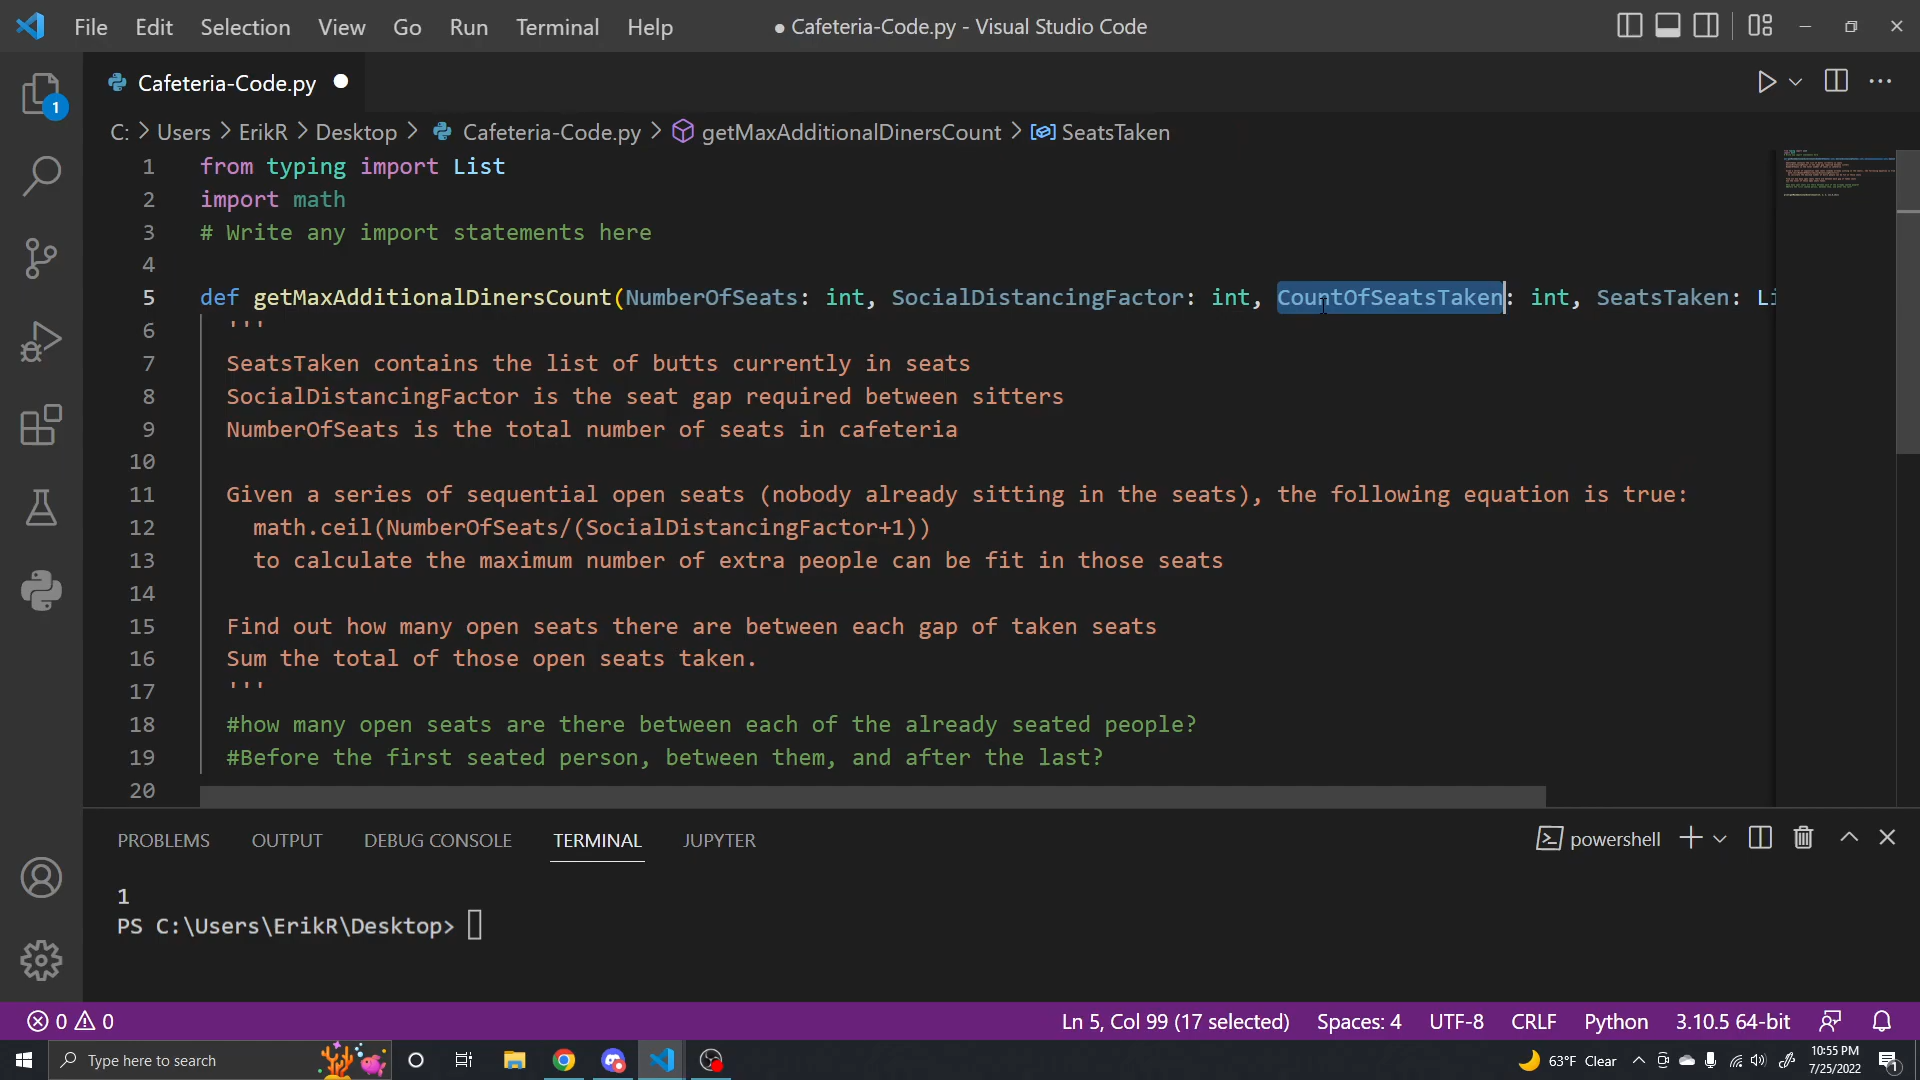 File Edit Selection View Go Run Terminal Help ● Cafeteria-Code.py - Visual Studio Code
Cafeteria-Code.py
1
C: > Users > ErikR > Desktop > Cafeteria-Code.py > getMaxAdditionalDinersCount > SeatsTaken
1 from typing import List
2 import math
3 # Write any import statements here
4
5 def getMaxAdditionalDinersCount(NumberOfSeats: int, SocialDistancingFactor: int, CountOfSeatsTaken: int, SeatsTaken: Li
6 '''
7 SeatsTaken contains the list of butts currently in seats
8 SocialDistancingFactor is the seat gap required between sitters
9 NumberOfSeats is the total number of seats in cafeteria
10
11 Given a series of sequential open seats (nobody already sitting in the seats), the following equation is true:
12 math.ceil(NumberOfSeats/(SocialDistancingFactor+1))
13 to calculate the maximum number of extra people can be fit in those seats
14
15 Find out how many open seats there are between each gap of taken seats
16 Sum the total of those open seats taken.
17 '''
18 #how many open seats are there between each of the already seated people?
19 #Before the first seated person, between them, and after the last?
20
PROBLEMS OUTPUT DEBUG CONSOLE TERMINAL JUPYTER powershell
1
PS C:\Users\ErikR\Desktop>
0 0 Ln 5, Col 99 (17 selected) Spaces: 4 UTF-8 CRLF Python 3.10.5 64-bit
Type here to search 63°F Clear 10:55 PM
7/25/2022
1